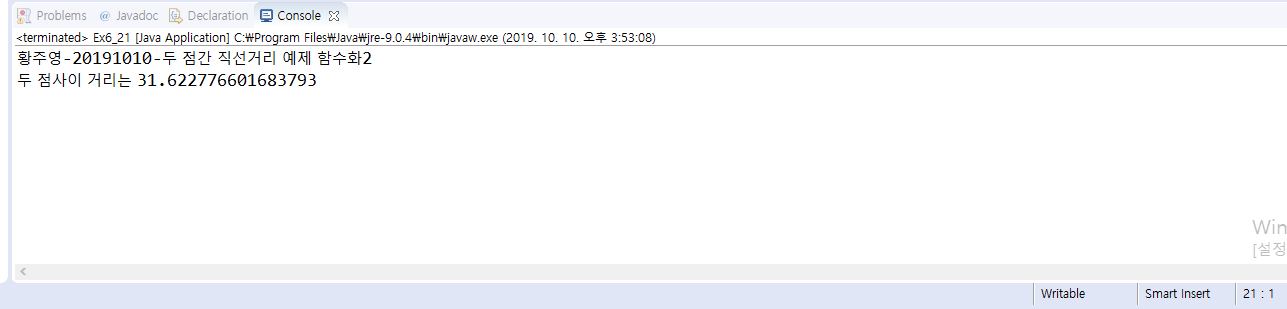 Problems @ Javadoc Declaration Console
<terminated> Ex6_21 [Java Application] C:₩Program Files₩Java₩jre-9.0.4₩bin₩javaw.exe (2019. 10. 10. 오후 3:53:08)
황주영-20191010-두 점간 직선거리 예제 함수화2
두 점사이 거리는 31.622776601683793
Win
[설정
Writable Smart Insert 21 : 1